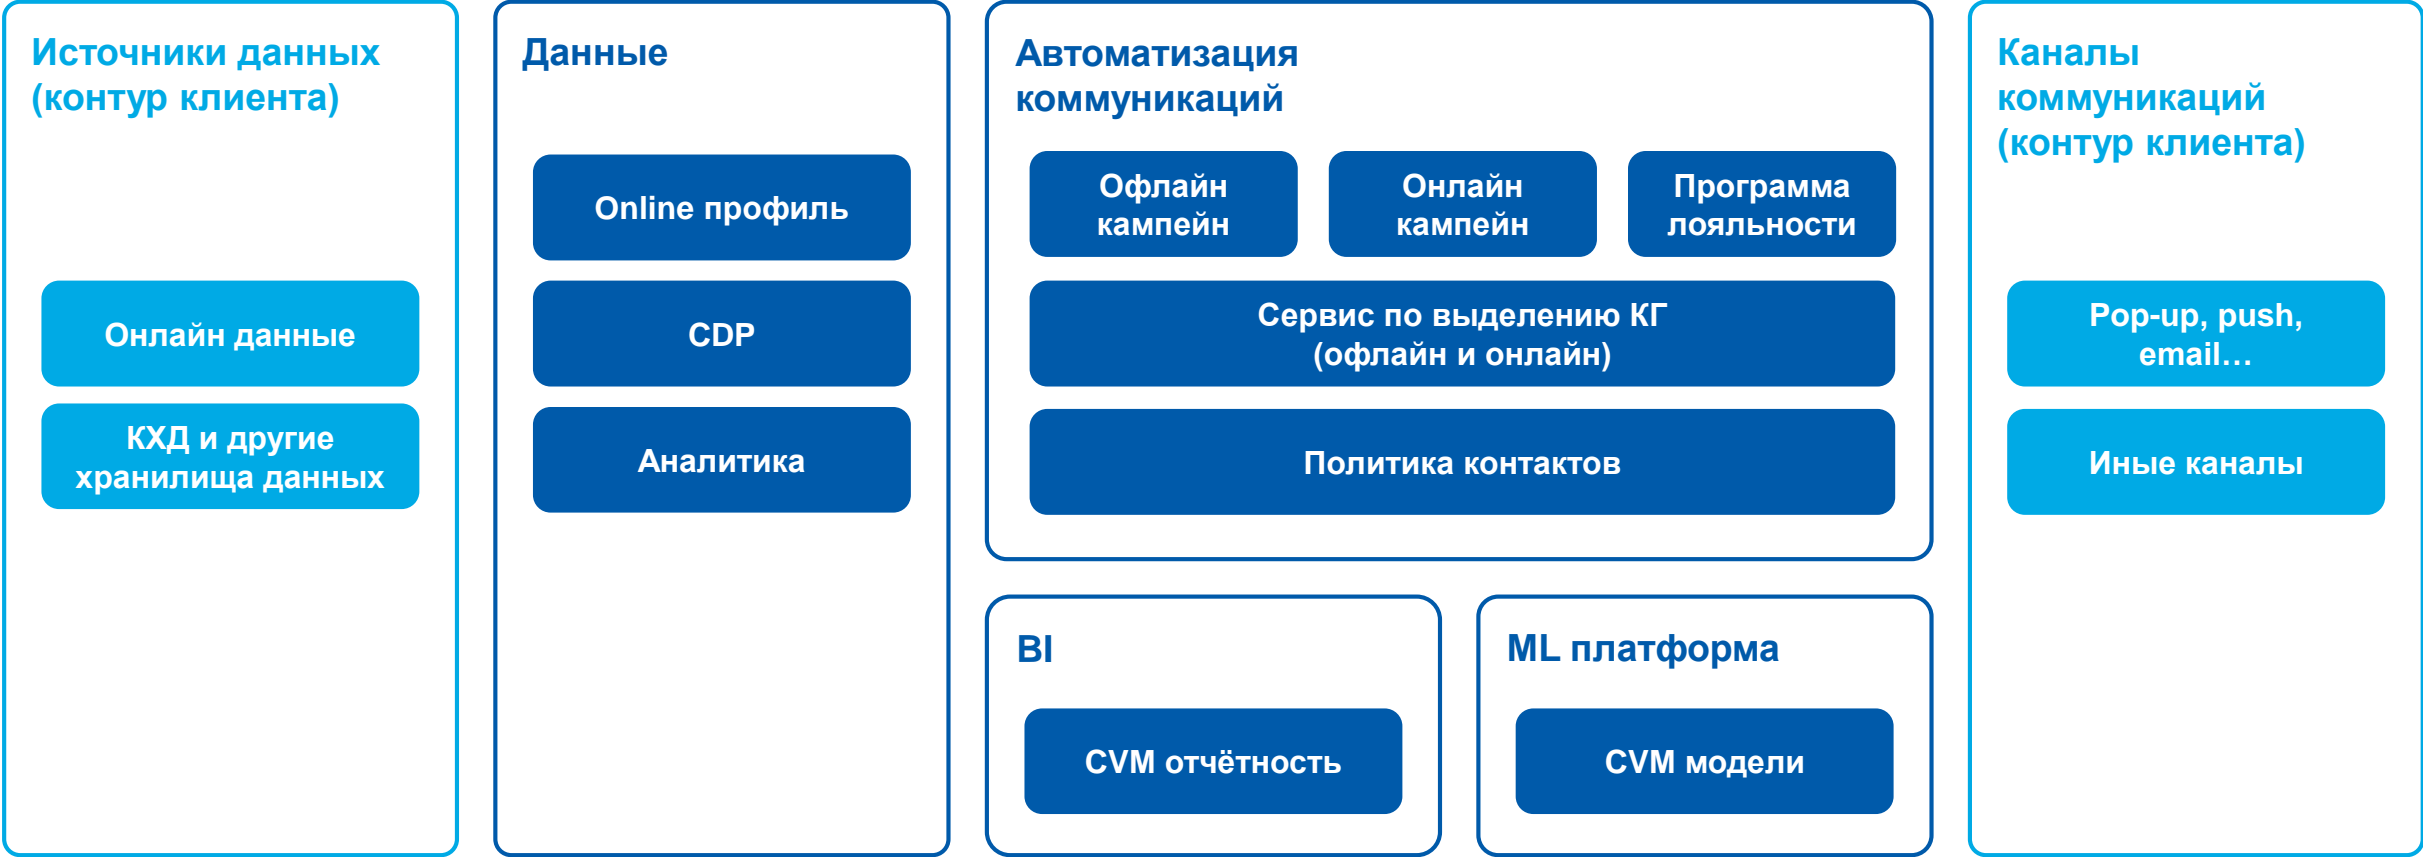 Источники данных
(контур клиента)
Онлайн данные
КХД и другие
хранилища данных
Данные
Online профиль
CDP
Аналитика
Автоматизация
коммуникаций
Офлайн
кампейн
Онлайн
кампейн
Программа
лояльности
Сервис по выделению КГ
(офлайн и онлайн)
Политика контактов
BI
CVM отчётность
ML платформа
CVM модели
Каналы
коммуникаций
(контур клиента)
Pop-up, push,
email…
Иные каналы